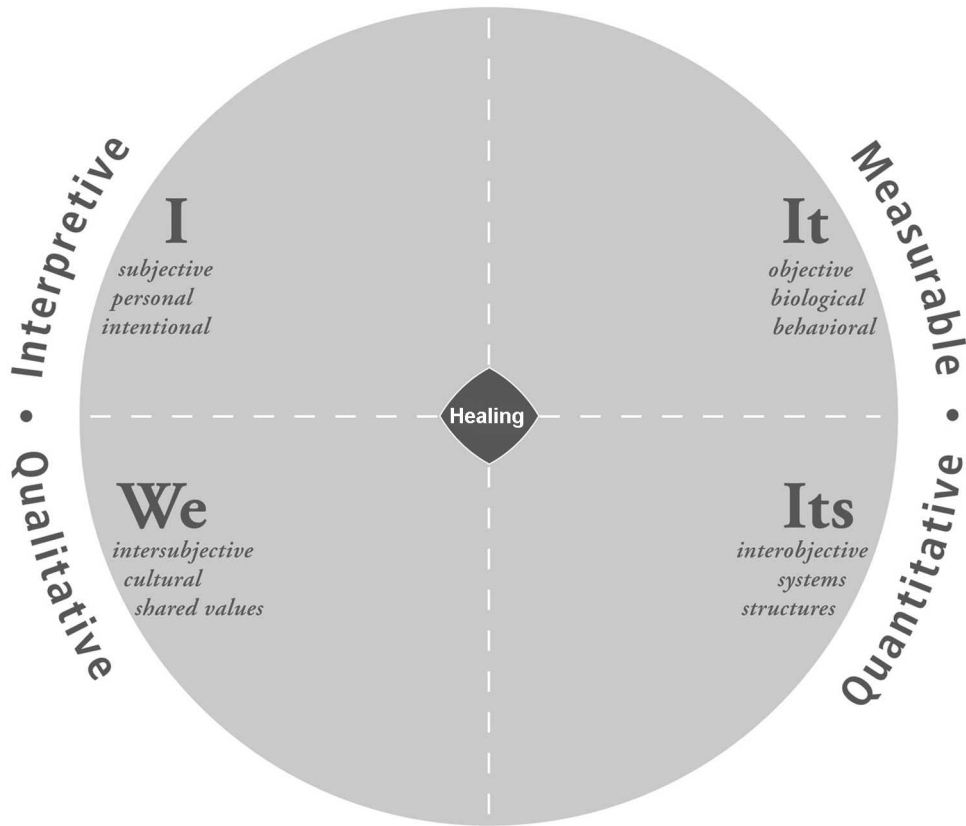 Interpretive
•
Qualitative
I
subjective
personal
intentional
It
objective
biological
behavioral
Healing
We
intersubjective
cultural
shared values
Its
interobjective
systems
structures
Measurable
•
Quantitative